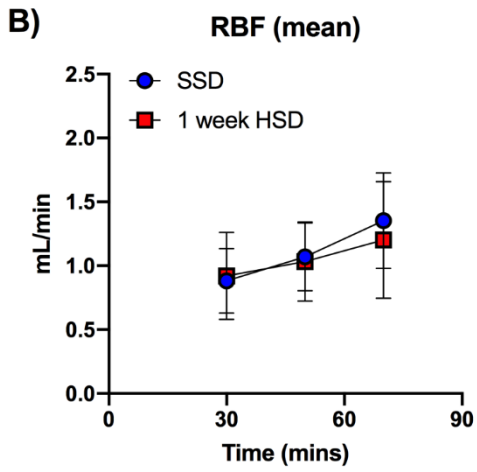 B)
RBF (mean)
SSD
1 week HSD
mL/min
2.5
2.0
1.5
1.0
0.5
0.0
0 30 60 90
Time (mins)